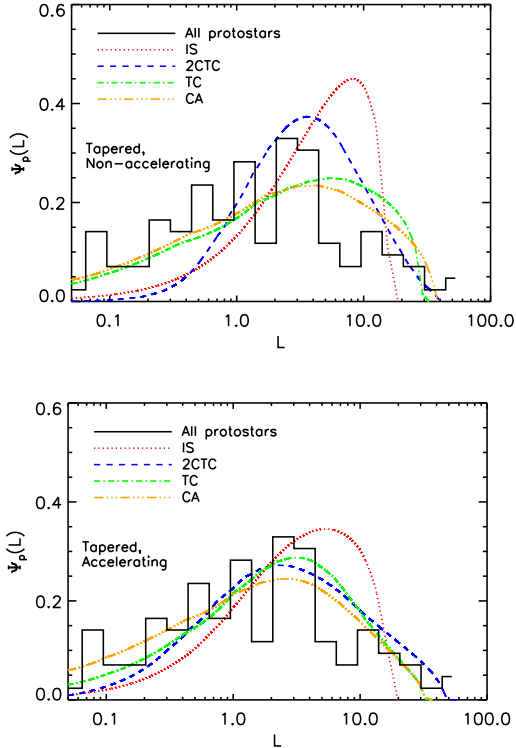 0.6
All protostars
IS
2CTC
TC
CA
0.4
Tapered,
Non-accelerating
Ψp(L)
0.2
0.0
0.1 1.0 10.0 100.0
L
0.6
All protostars
IS
2CTC
TC
CA
0.4
Tapered,
Accelerating
Ψp(L)
0.2
0.0
0.1 1.0 10.0 100.0
L